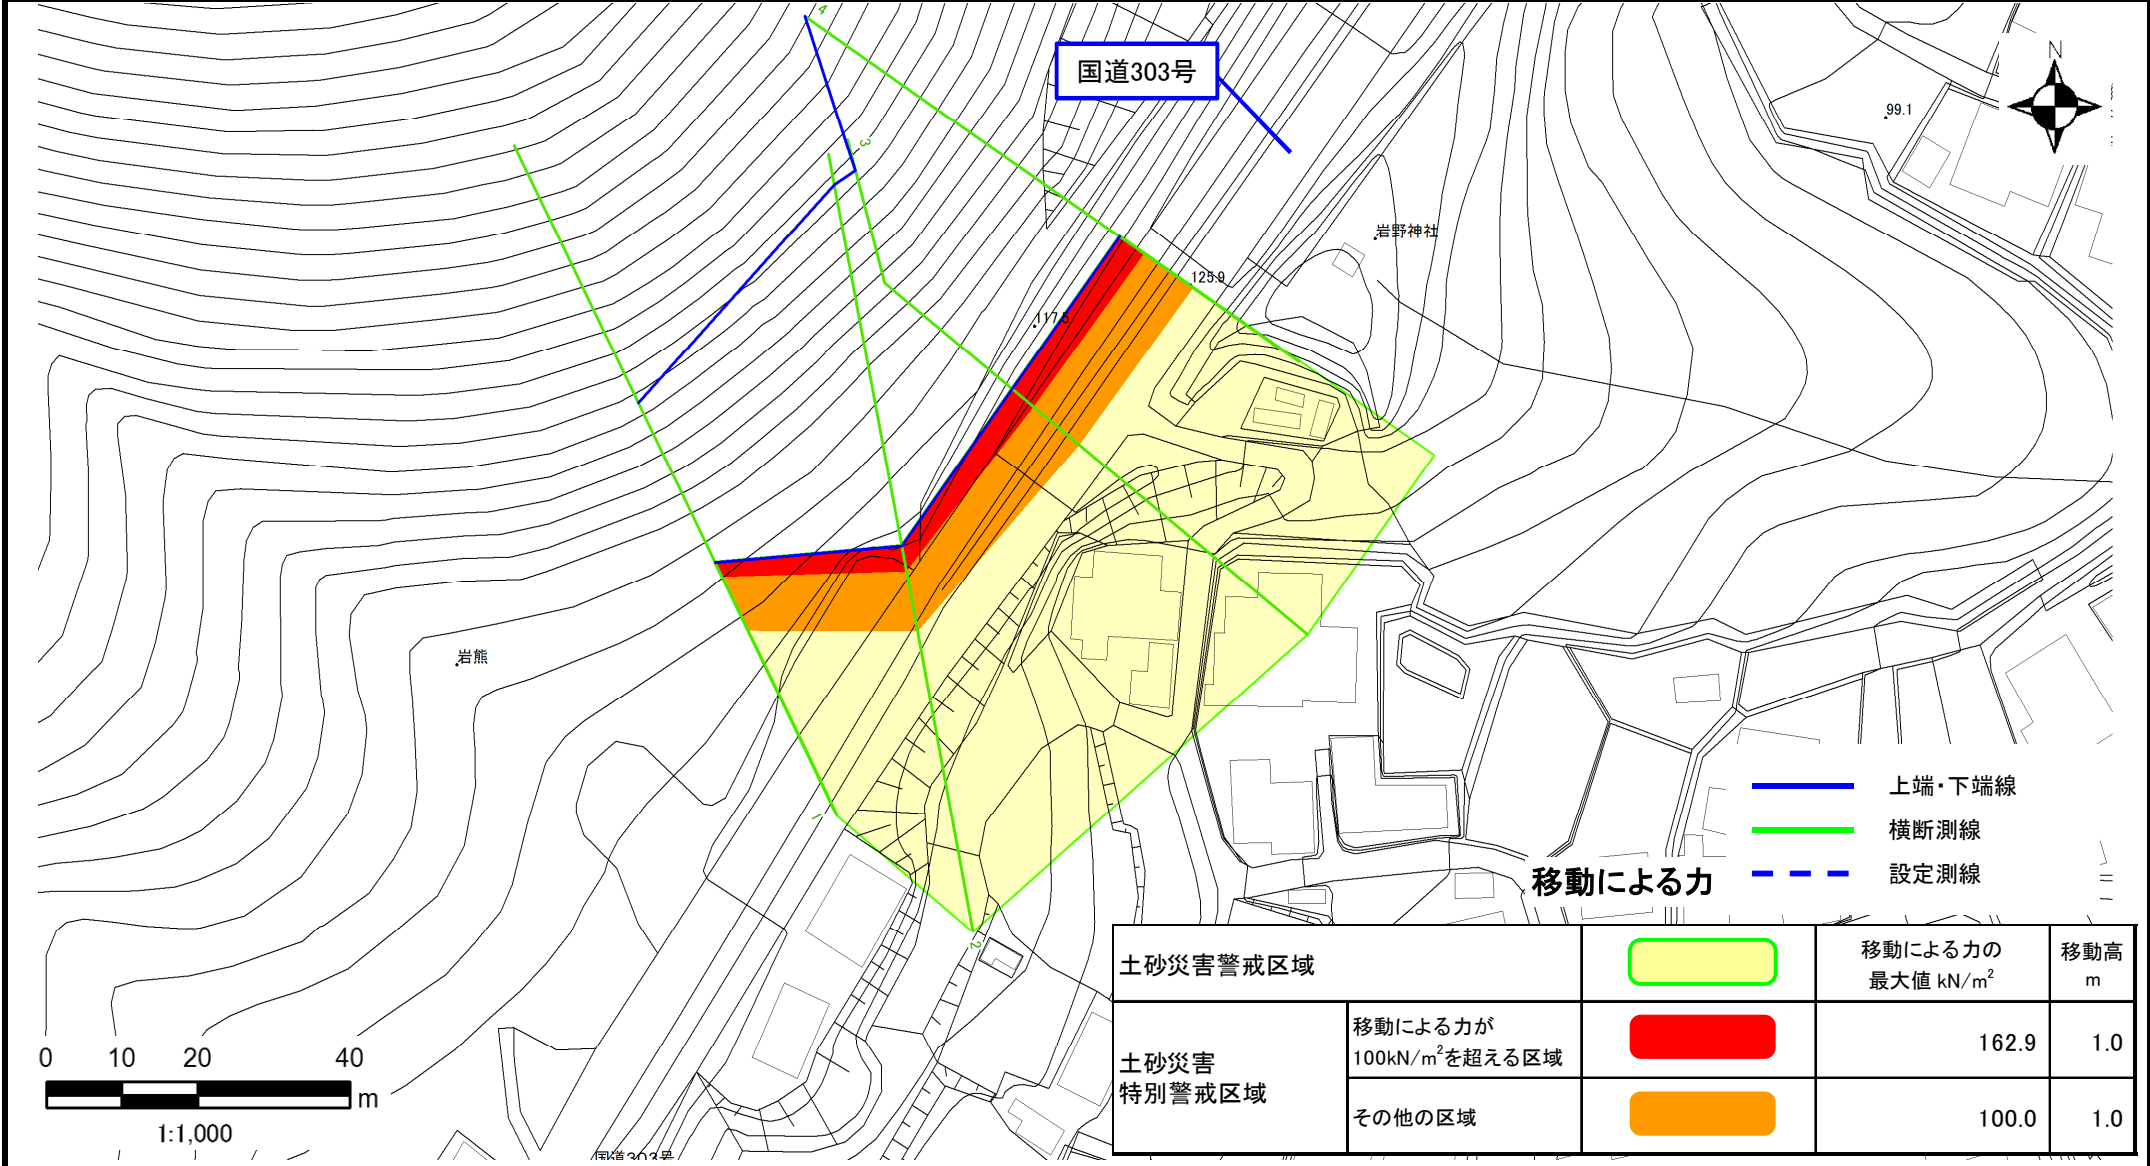 4
国道303号
N
99.1
3
岩野神社
125.9
117.5
岩熊
1
2
上端・下端線
横断測線
設定測線
移動による力
土砂災害警戒区域
移動による力の
最大値 kN/m²
移動高
m
土砂災害
特別警戒区域
移動による力が
100kN/m²を超える区域
162.9
1.0
その他の区域
100.0
1.0
0 10 20 40
m
1:1,000
国道303号